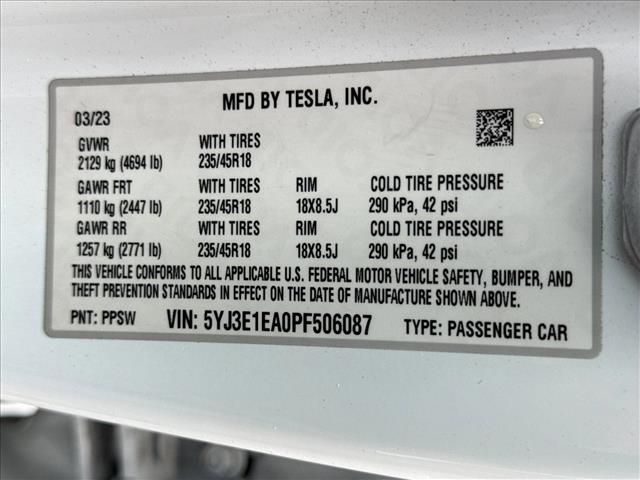 MFD BY TESLA, INC.
03/23
GVWR WITH TIRES
2129 kg (4694 lb) 235/45R18
GAWR FRT WITH TIRES RIM COLD TIRE PRESSURE
1110 kg (2447 lb) 235/45R18 18X8.5J 290 kPa, 42 psi
GAWR RR WITH TIRES RIM COLD TIRE PRESSURE
1257 kg (2771 lb) 235/45R18 18X8.5J 290 kPa, 42 psi
THIS VEHICLE CONFORMS TO ALL APPLICABLE U.S. FEDERAL MOTOR VEHICLE SAFETY, BUMPER, AND
THEFT PREVENTION STANDARDS IN EFFECT ON THE DATE OF MANUFACTURE SHOWN ABOVE.
PNT: PPSW VIN: 5YJ3E1EA0PF506087 TYPE: PASSENGER CAR